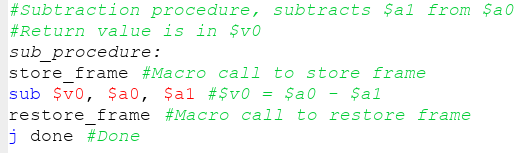 #Subtraction procedure, subtracts $a1 from $a0
#Return value is in $v0
sub_procedure:
store_frame #Macro call to store frame
sub $v0, $a0, $a1 #$v0 = $a0 - $a1
restore_frame #Macro call to restore frame
j done #Done